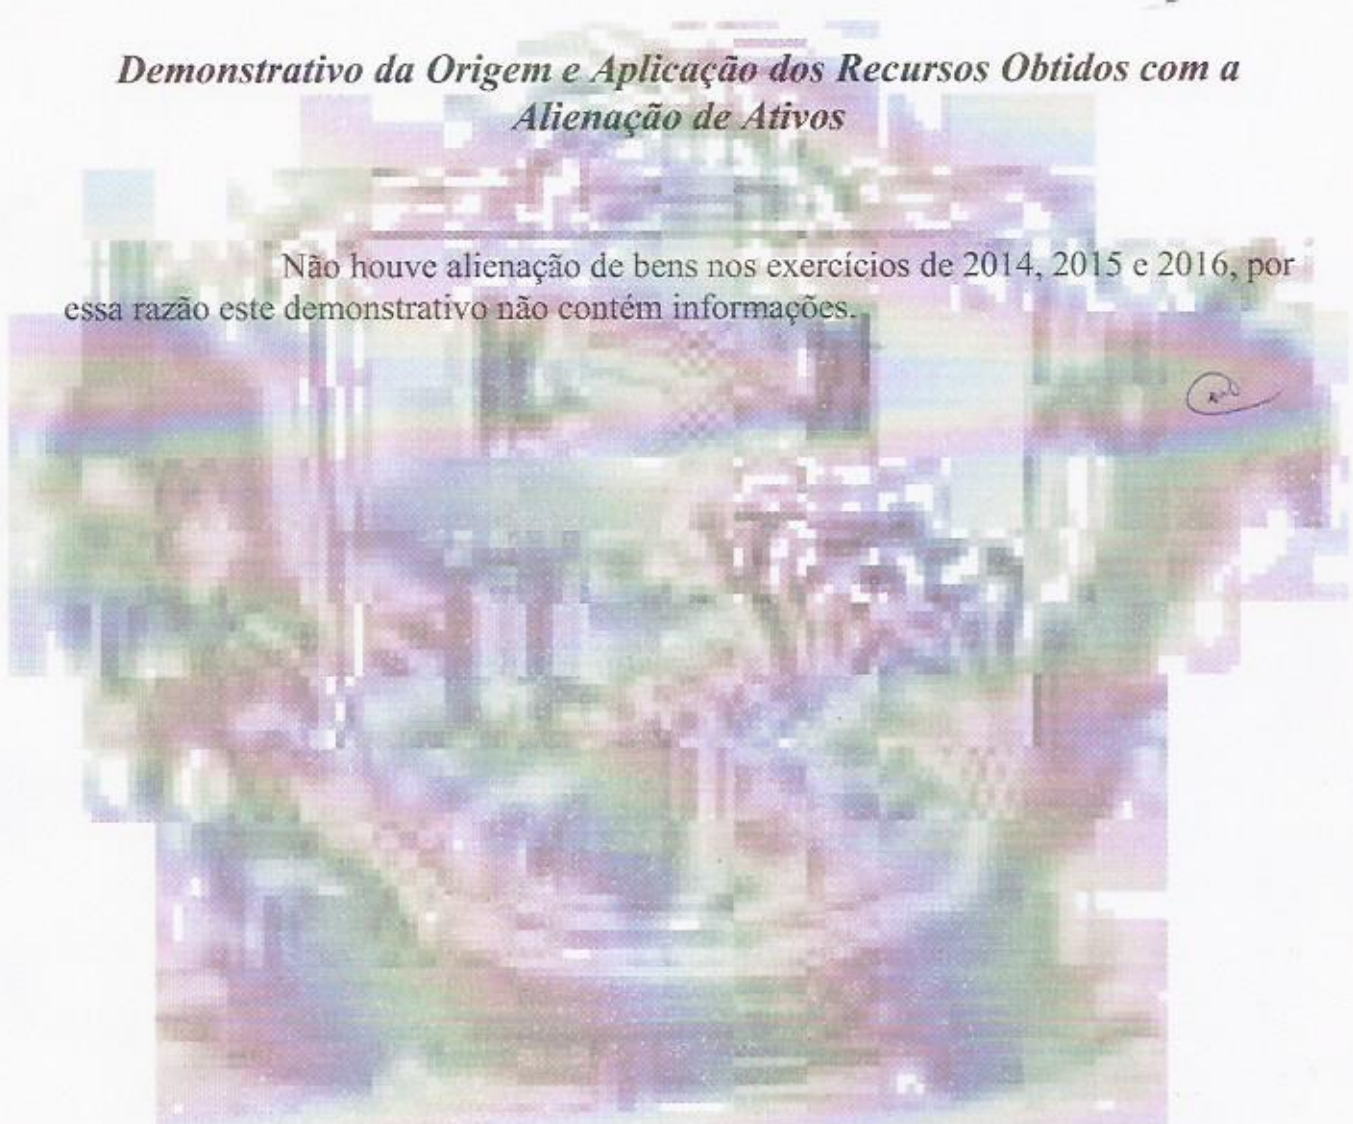 Demonstrativo da Origem e Aplicação dos Recursos Obtidos com a
Alienação de Ativos
Não houve alienação de bens nos exercícios de 2014, 2015 e 2016, por
essa razão este demonstrativo não contém informações.